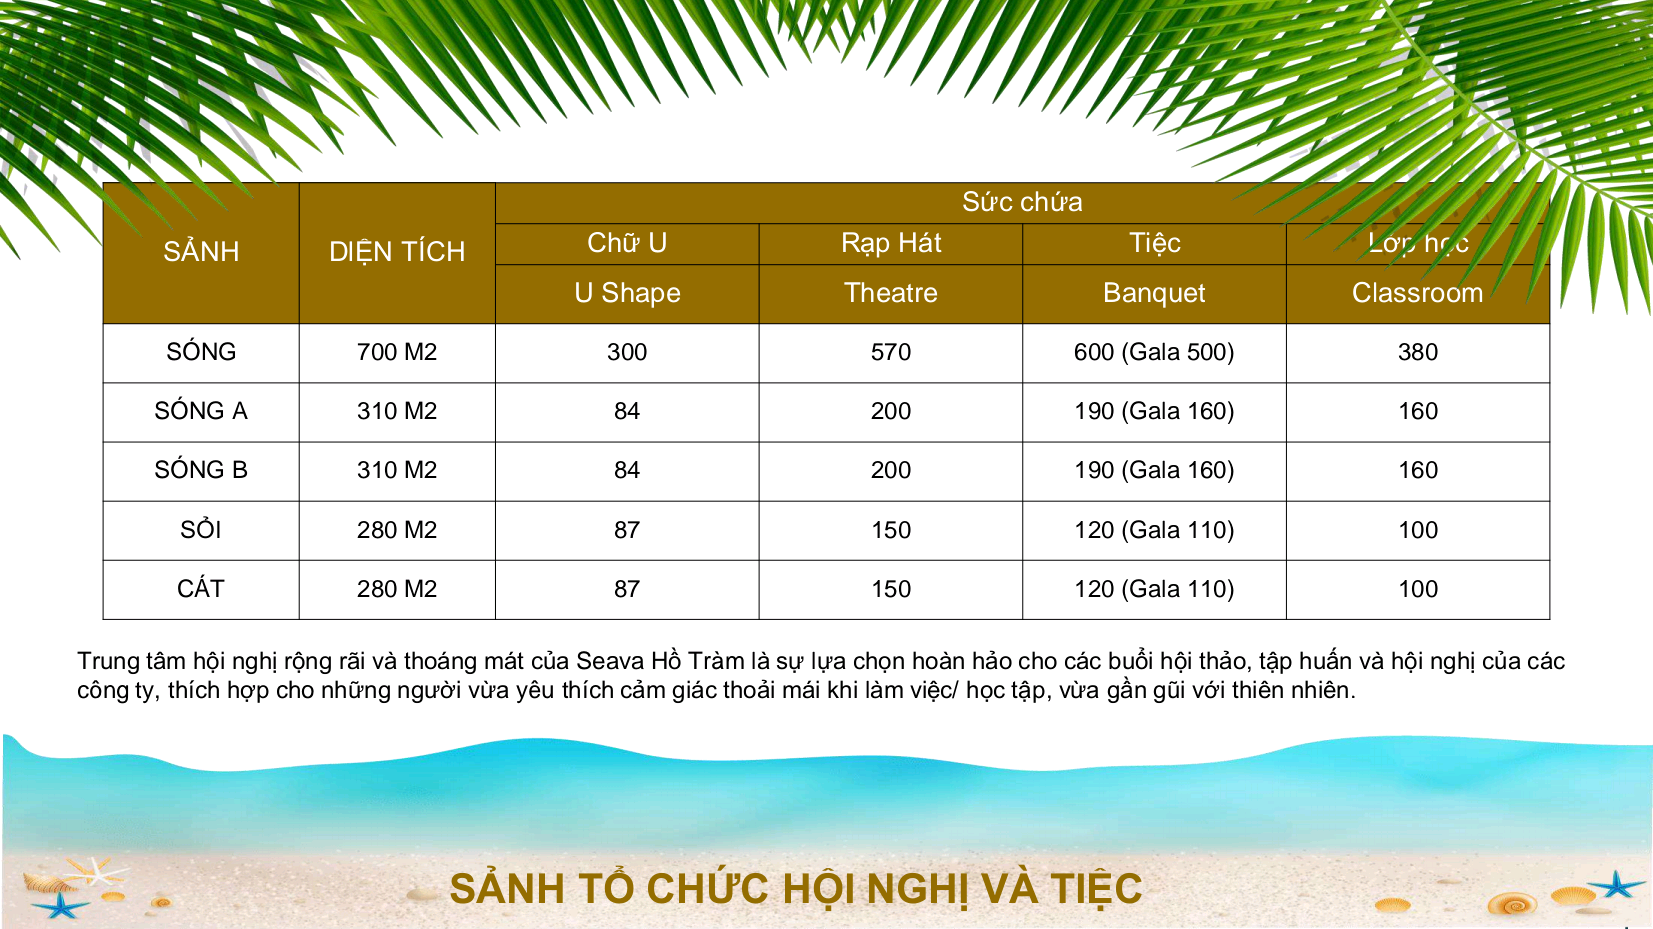 Sức chứa
SẢNH DIỆN TÍCH Chữ U Rạp Hát Tiệc Lớp học
U Shape Theatre Banquet Classroom
SÓNG 700 M2 300 570 600 (Gala 500) 380
SÓNG A 310 M2 84 200 190 (Gala 160) 160
SÓNG B 310 M2 84 200 190 (Gala 160) 160
SỎI 280 M2 87 150 120 (Gala 110) 100
CÁT 280 M2 87 150 120 (Gala 110) 100
Trung tâm hội nghị rộng rãi và thoáng mát của Seava Hồ Tràm là sự lựa chọn hoàn hảo cho các buổi hội thảo, tập huấn và hội nghị của các
công ty, thích hợp cho những người vừa yêu thích cảm giác thoải mái khi làm việc/ học tập, vừa gần gũi với thiên nhiên.
SẢNH TỔ CHỨC HỘI NGHỊ VÀ TIỆC